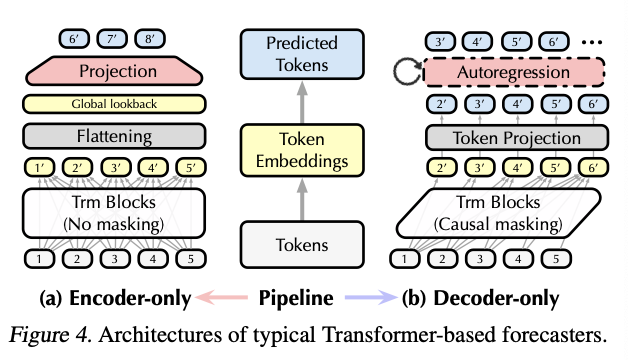 6' 7' 8'
Projection
Global lookback
Flattening
1' 2' 3' 4' 5'
Trm Blocks
(No masking)
1 2 3 4 5
(a) Encoder-only
Predicted
Tokens
Token
Embeddings
Tokens
Pipeline
3' 4' 5' 6' ...
Autoregression
2' 3' 4' 5' 6'
Token Projection
2' 3' 4' 5' 6'
Trm Blocks
(Causal masking)
1 2 3 4 5
(b) Decoder-only
Figure 4. Architectures of typical Transformer-based forecasters.